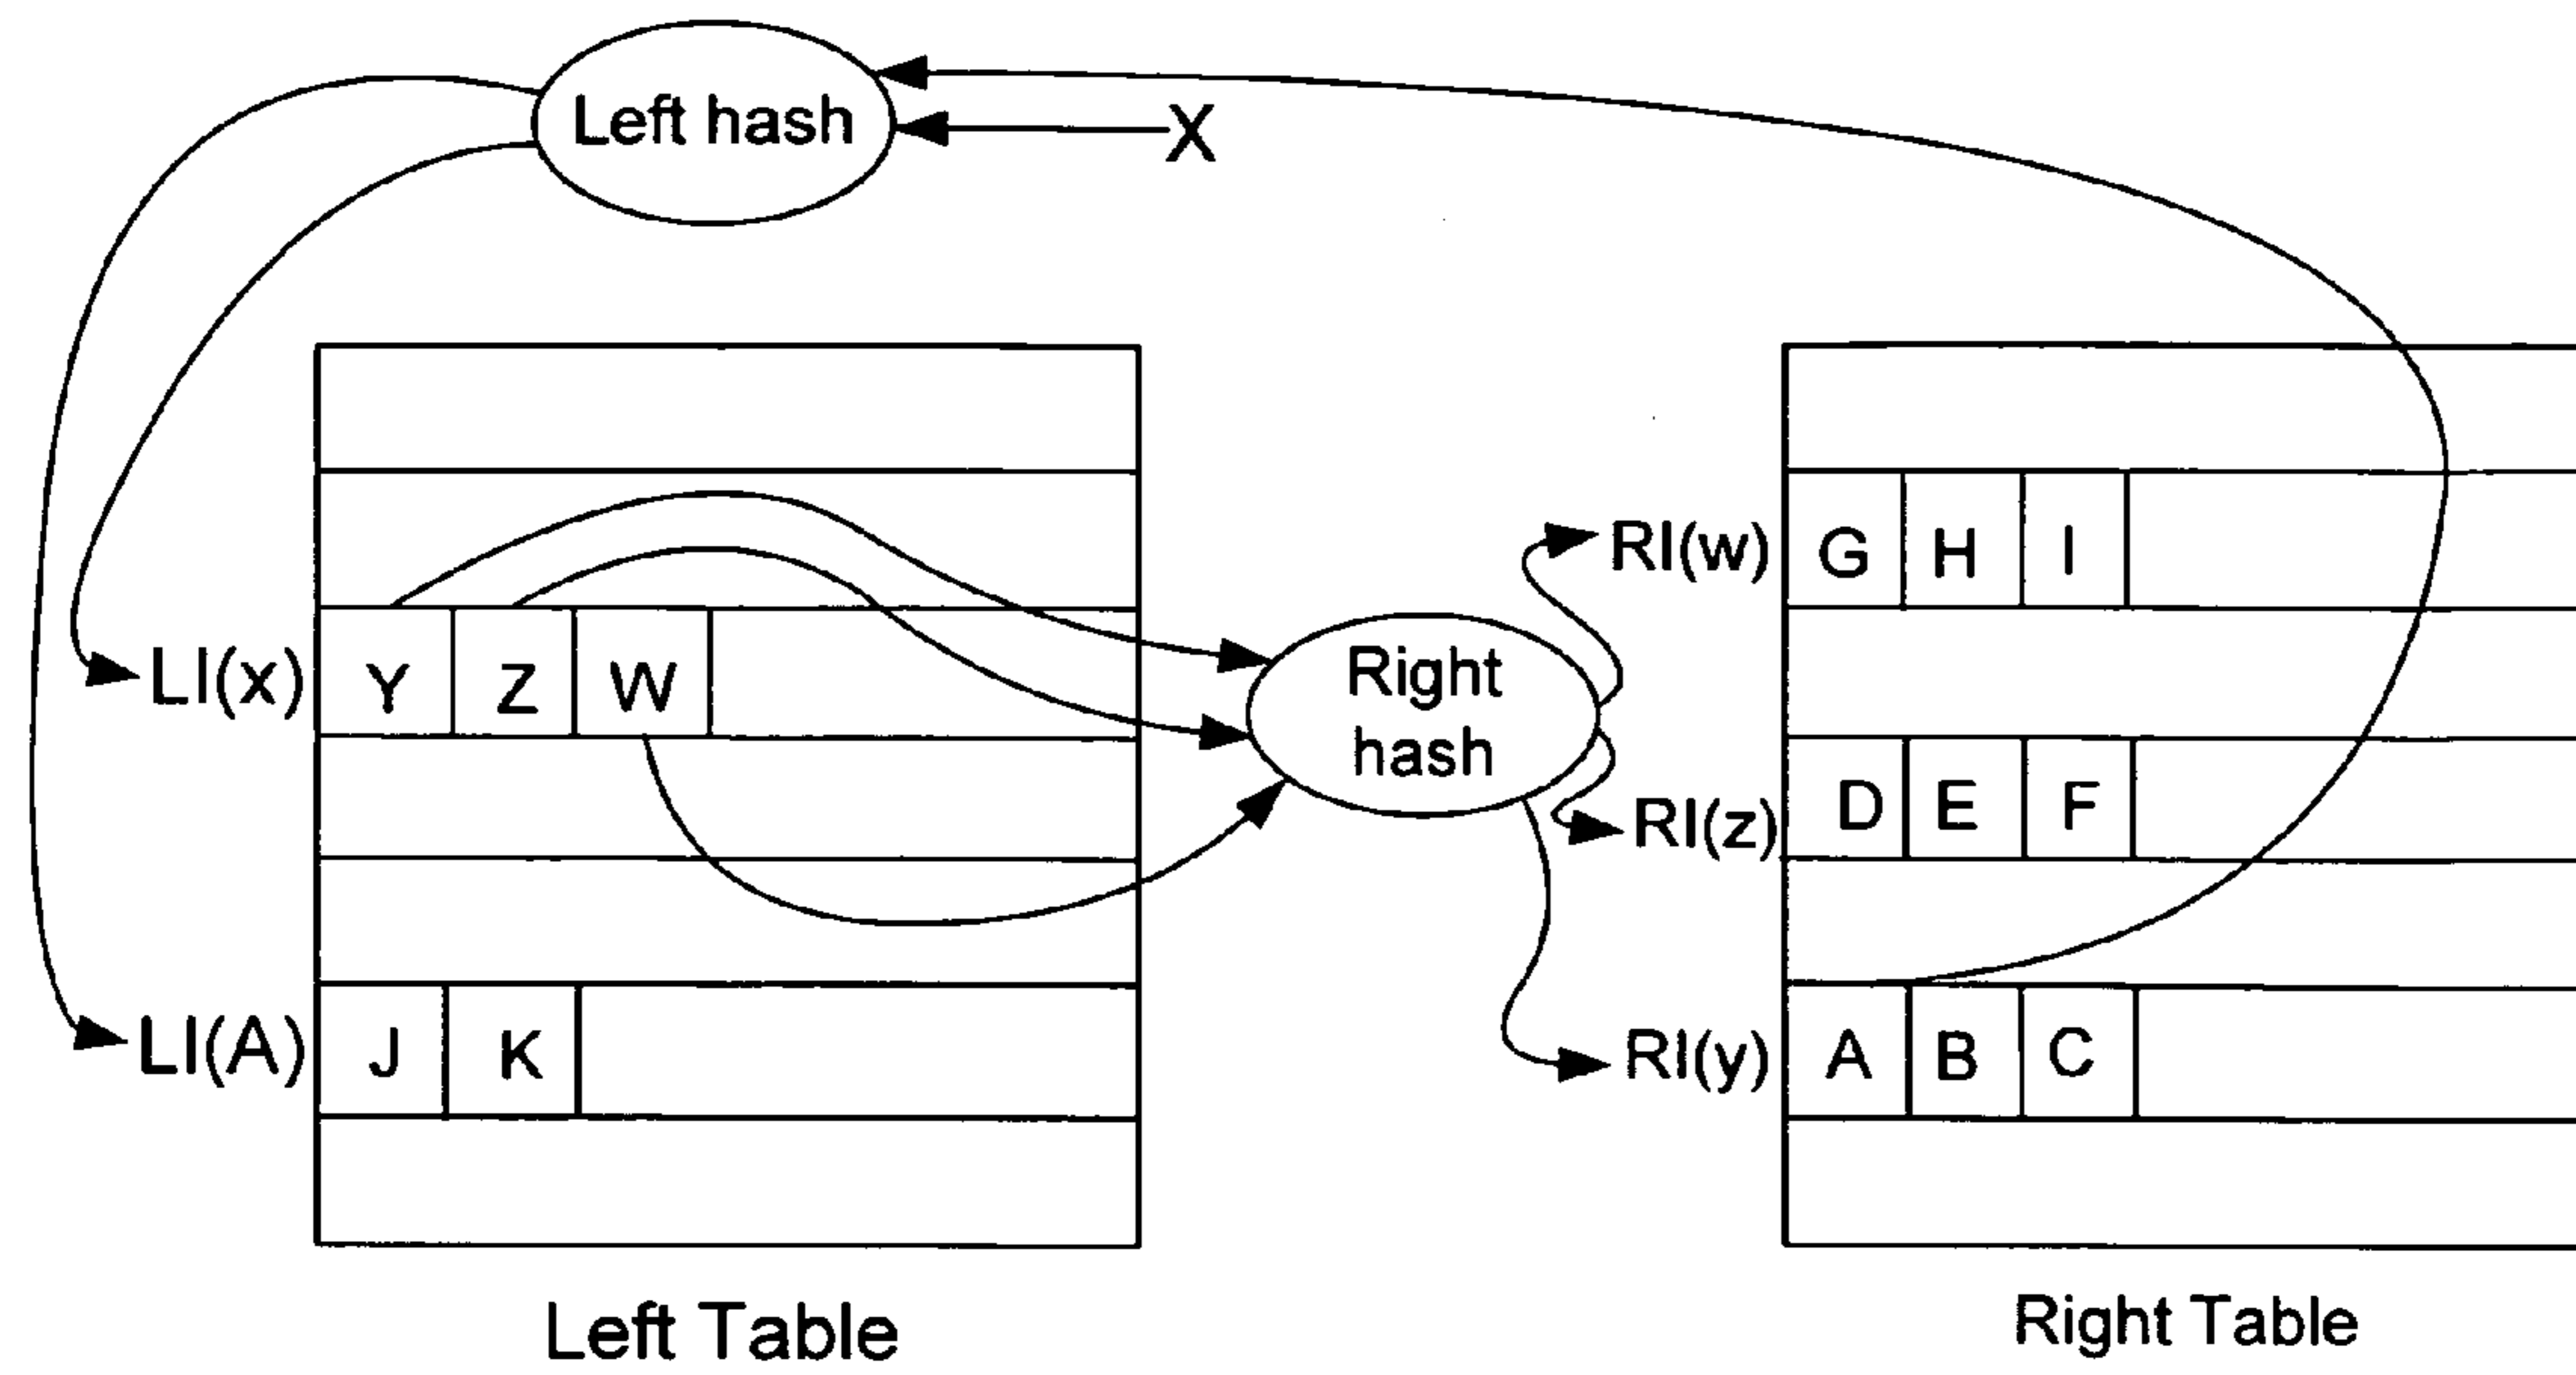 Left hash
X
RI(w) G H I
LI(x) Y Z W
Right
hash
RI(z) D E F
LI(A) J K
RI(y) A B C
Left Table
Right Table